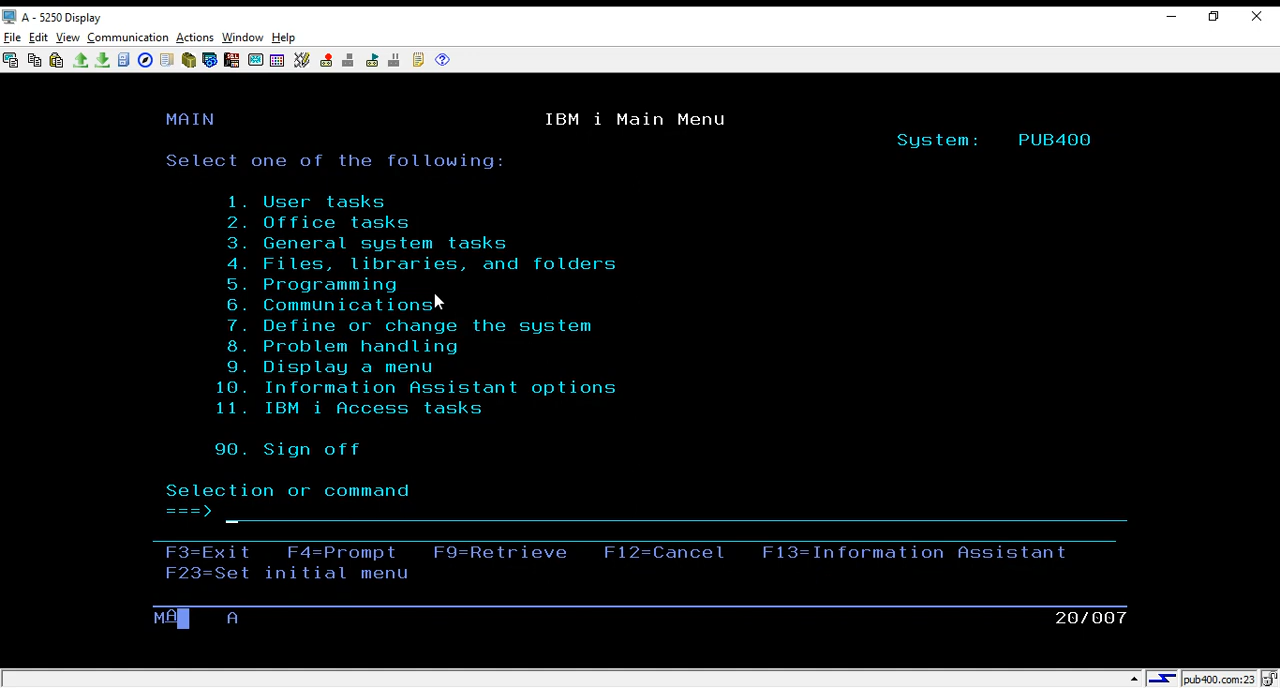 A - 5250 Display
File Edit View Communication Actions Window Help
MAIN IBM i Main Menu
System: PUB400
Select one of the following:
1. User tasks
2. Office tasks
3. General system tasks
4. Files, libraries, and folders
5. Programming
6. Communications
7. Define or change the system
8. Problem handling
9. Display a menu
10. Information Assistant options
11. IBM i Access tasks
90. Sign off
Selection or command
===>
F3=Exit F4=Prompt F9=Retrieve F12=Cancel F13=Information Assistant
F23=Set initial menu
MA A 20/007
pub400.com:23